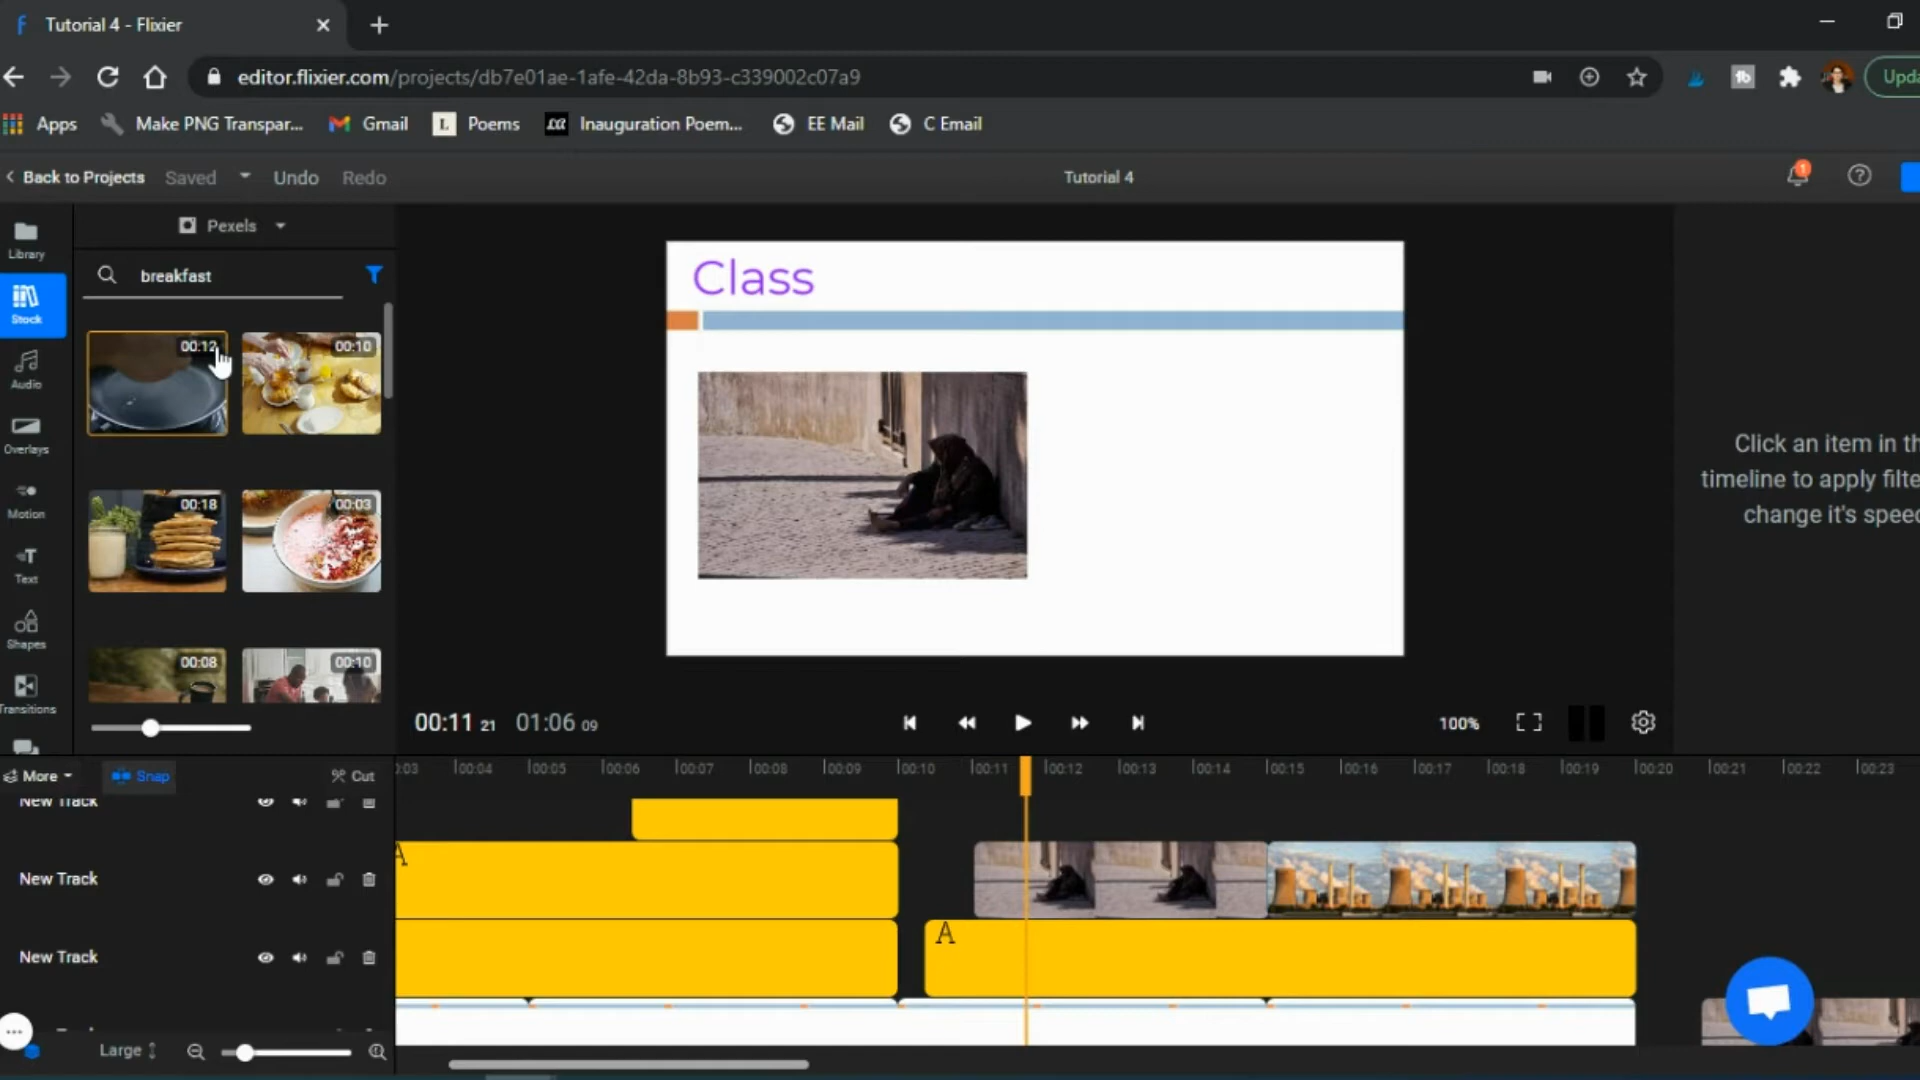 Tutorial 4 - Flixier
editor.flixier.com/projects/db7e01ae-1afe-42da-8b93-c339002c07a9
Upda
Apps Make PNG Transpar... Gmail L Poems Inauguration Poem... EE Mail C Email
Back to Projects Saved Undo Redo Tutorial 4 1
Library
Stock
Audio
Overlays
Motion
Text
Shapes
Transitions
Pexels
breakfast
00:12 00:10
00:18 00:03
00:08 00:10
Class
Click an item in th
timeline to apply filte
change it's speed
00:11 21 01:06 09 100%
More Snap Cut
:03 00:04 00:05 00:06 00:07 00:08 00:09 00:10 00:11 00:12 00:13 00:14 00:15 00:16 00:17 00:18 00:19 00:20 00:21 00:22 00:23
New Track
New Track
A
New Track
A
Large